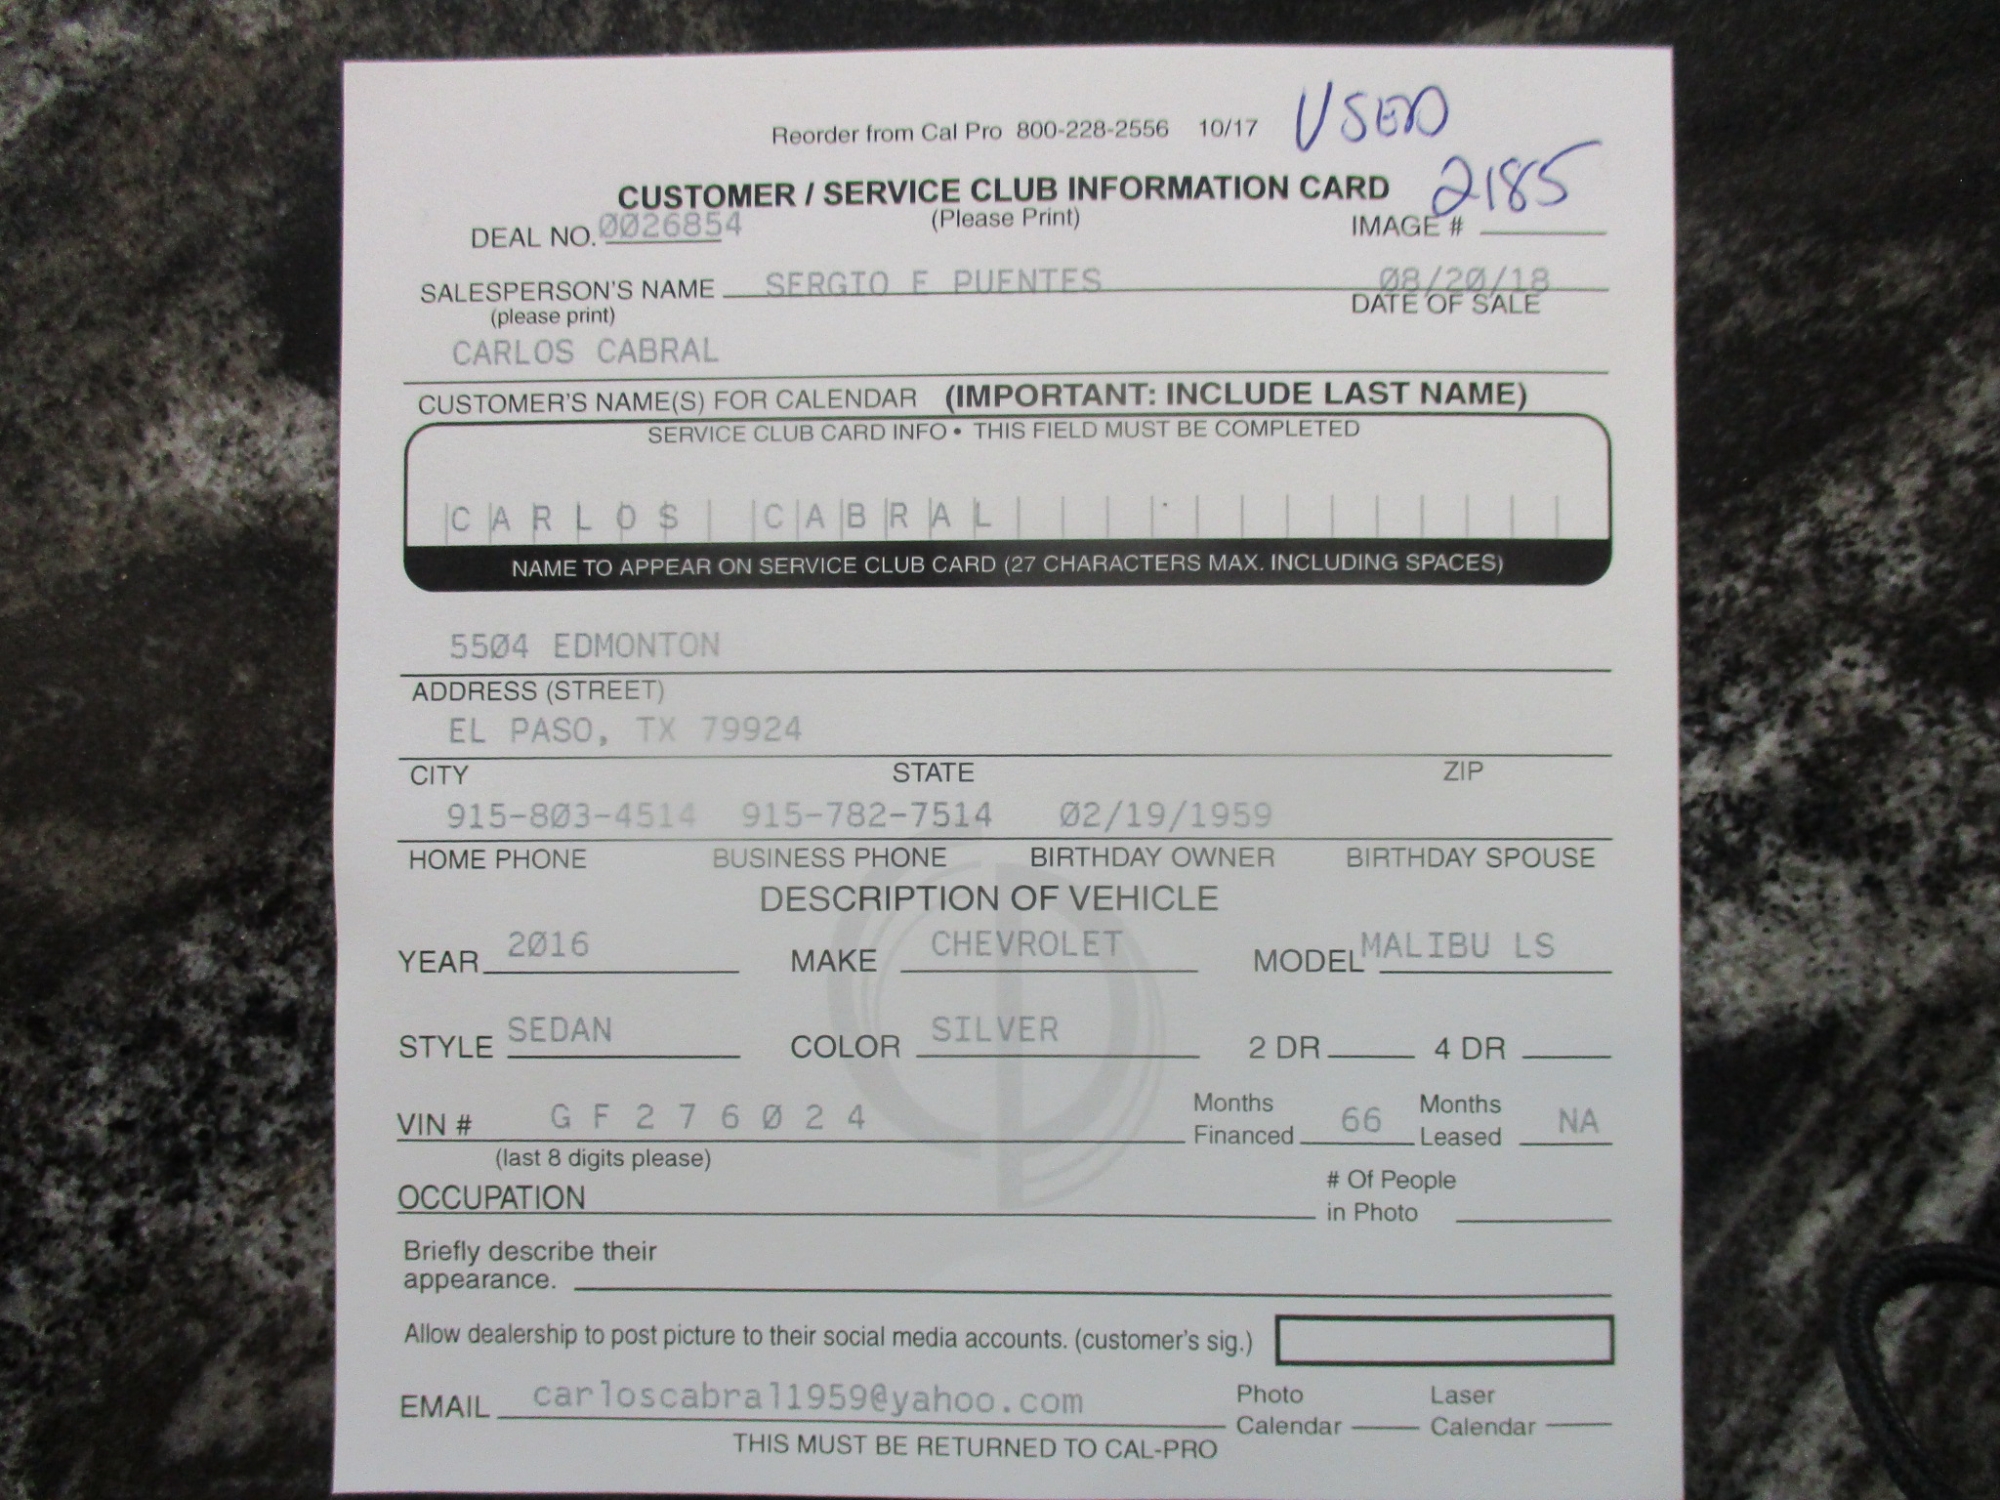 Reorder from Cal Pro 800-228-2556 10/17 USED
CUSTOMER / SERVICE CLUB INFORMATION CARD 2185
DEAL NO. 0026854 (Please Print) IMAGE #
SALESPERSON'S NAME SERGIO E PUENTES 08/20/18
(please print) DATE OF SALE
CARLOS CABRAL
CUSTOMER'S NAME(S) FOR CALENDAR (IMPORTANT: INCLUDE LAST NAME)
SERVICE CLUB CARD INFO • THIS FIELD MUST BE COMPLETED
CARLOS CABRAL
NAME TO APPEAR ON SERVICE CLUB CARD (27 CHARACTERS MAX. INCLUDING SPACES)
5504 EDMONTON
ADDRESS (STREET)
EL PASO, TX 79924
CITY STATE ZIP
915-803-4514 915-782-7514 02/19/1959
HOME PHONE BUSINESS PHONE BIRTHDAY OWNER BIRTHDAY SPOUSE
DESCRIPTION OF VEHICLE
YEAR 2016 MAKE CHEVROLET MODEL MALIBU LS
STYLE SEDAN COLOR SILVER 2 DR 4 DR
VIN # G F 2 7 6 0 2 4 Months Financed 66 Months Leased NA
(last 8 digits please)
OCCUPATION # Of People in Photo
Briefly describe their
appearance.
Allow dealership to post picture to their social media accounts. (customer's sig.)
EMAIL carloscabral1959@yahoo.com Photo Calendar Laser Calendar
THIS MUST BE RETURNED TO CAL-PRO